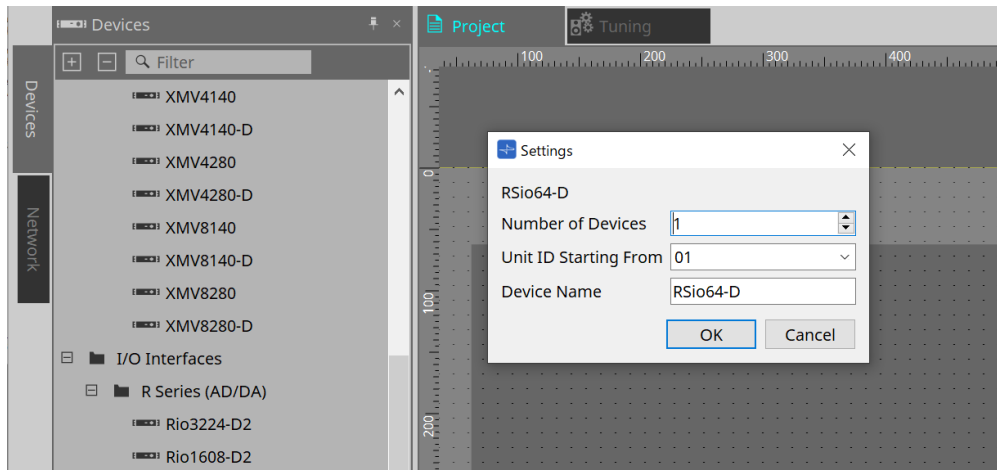 Devices
Project
Tuning
Filter
100
200
300
400
Devices
Network
XMV4140
XMV4140-D
XMV4280
XMV4280-D
XMV8140
XMV8140-D
XMV8280
XMV8280-D
I/O Interfaces
R Series (AD/DA)
Rio3224-D2
Rio1608-D2
0
100
200
Settings
RSio64-D
Number of Devices 1
Unit ID Starting From 01
Device Name RSio64-D
OK Cancel